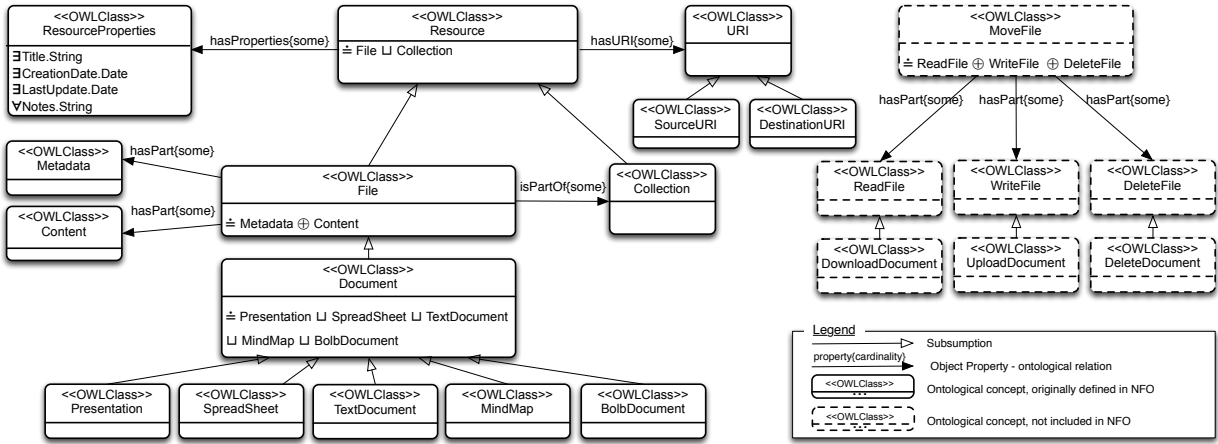 <<OWLClass>>
ResourceProperties
∃Title.String
∃CreationDate.Date
∃LastUpdate.Date
∀Notes.String
hasProperties{some}
<<OWLClass>>
Resource
≐ File ⊔ Collection
hasURI{some}
<<OWLClass>>
URI
<<OWLClass>>
SourceURI
<<OWLClass>>
DestinationURI
<<OWLClass>>
MoveFile
≐ ReadFile ⊕ WriteFile ⊕ DeleteFile
hasPart{some}
hasPart{some}
hasPart{some}
<<OWLClass>>
Metadata
hasPart{some}
<<OWLClass>>
Content
hasPart{some}
<<OWLClass>>
File
≐ Metadata ⊕ Content
isPartOf{some}
<<OWLClass>>
Collection
<<OWLClass>>
ReadFile
<<OWLClass>>
WriteFile
<<OWLClass>>
DeleteFile
<<OWLClass>>
DownloadDocument
<<OWLClass>>
UploadDocument
<<OWLClass>>
DeleteDocument
<<OWLClass>>
Document
≐ Presentation ⊔ SpreadSheet ⊔ TextDocument
⊔ MindMap ⊔ BolbDocument
<<OWLClass>>
Presentation
<<OWLClass>>
SpreadSheet
<<OWLClass>>
TextDocument
<<OWLClass>>
MindMap
<<OWLClass>>
BolbDocument
Legend
Subsumption
property{cardinality}
Object Property - ontological relation
<<OWLClass>>
...
Ontological concept, originally defined in NFO
<<OWLClass>>
...
Ontological concept, not included in NFO